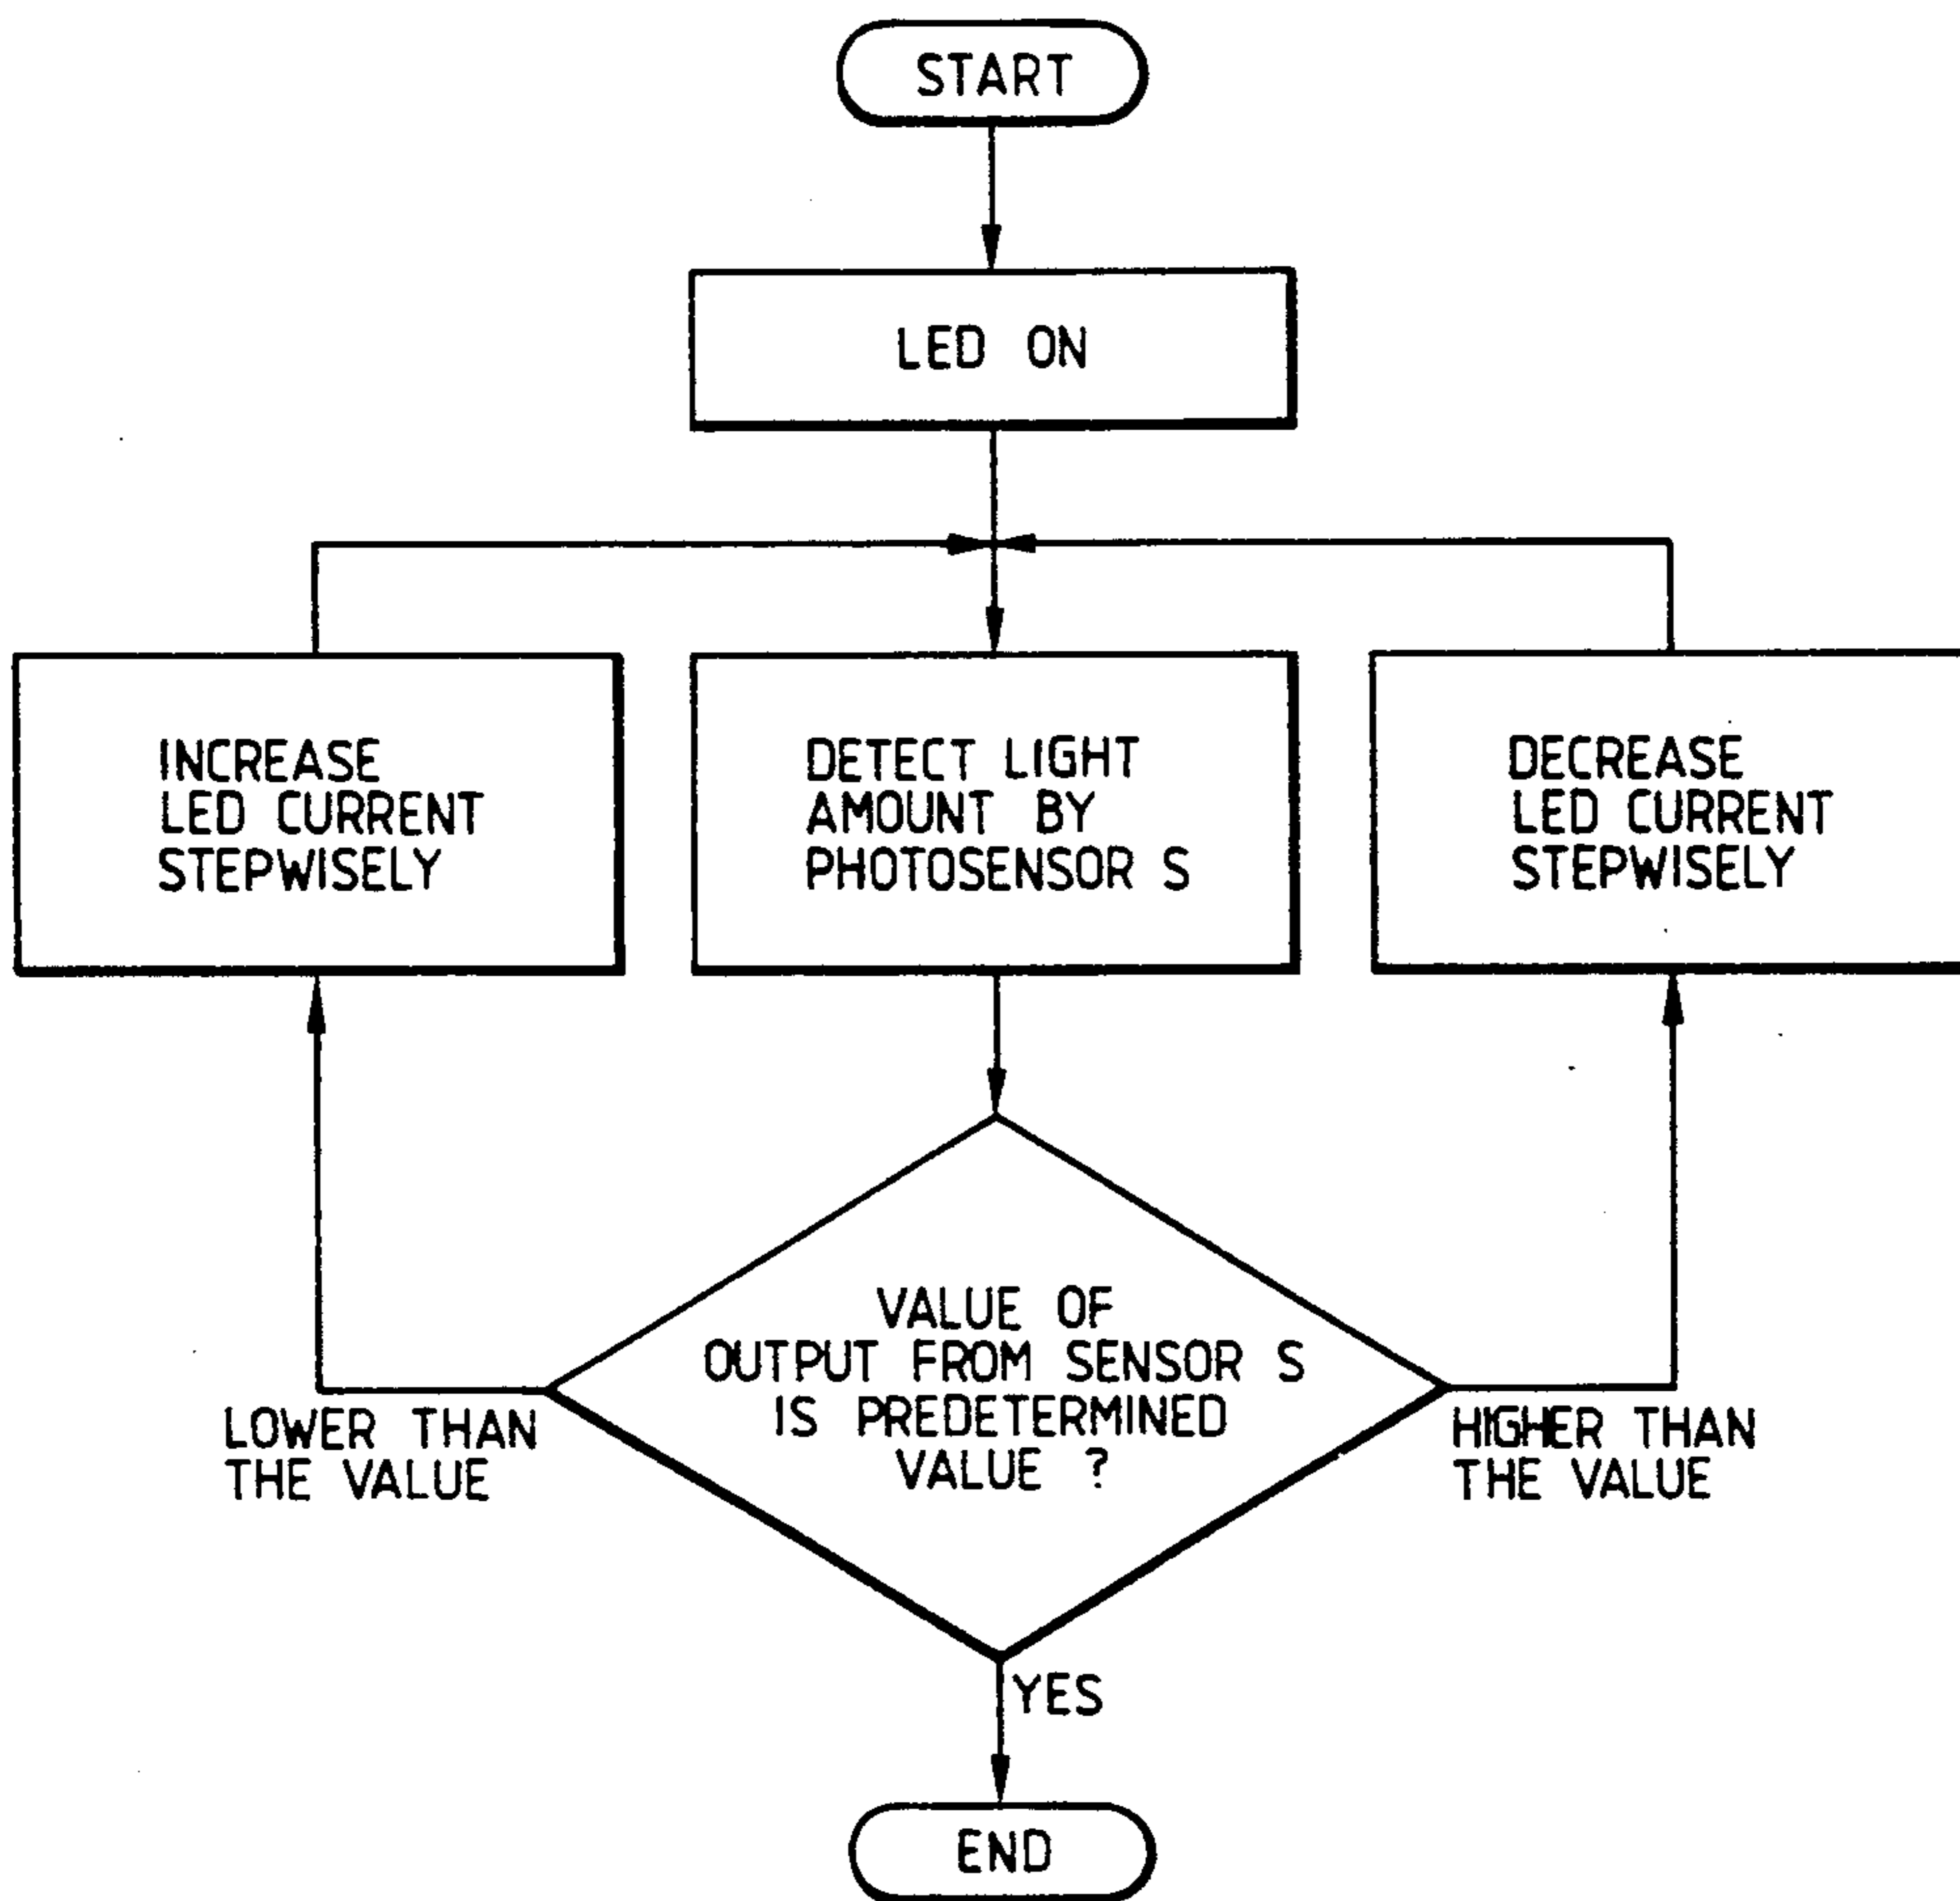 START
LED ON
INCREASE
LED CURRENT
STEPWISELY
DETECT LIGHT
AMOUNT BY
PHOTOSENSOR S
DECREASE
LED CURRENT
STEPWISELY
VALUE OF
OUTPUT FROM SENSOR S
IS PREDETERMINED
VALUE ?
LOWER THAN
THE VALUE
HIGHER THAN
THE VALUE
YES
END